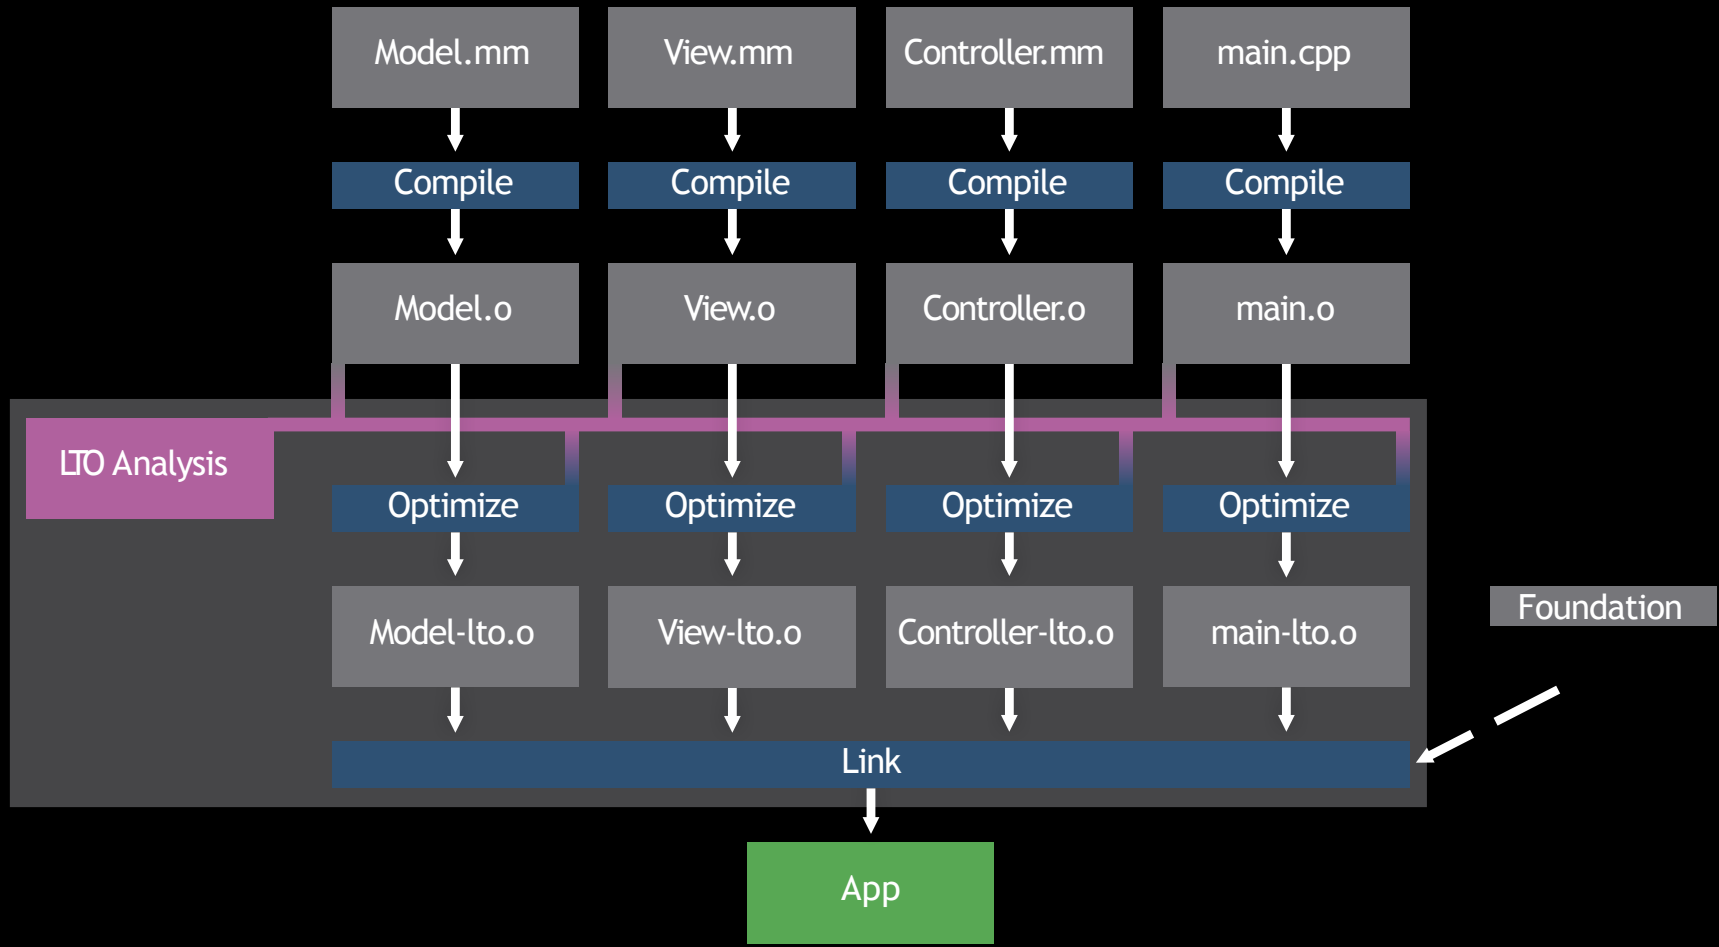 Model.mm
View.mm
Controller.mm
main.cpp
Compile
Compile
Compile
Compile
Model.o
View.o
Controller.o
main.o
LTO Analysis
Optimize
Optimize
Optimize
Optimize
Model-lto.o
View-lto.o
Controller-lto.o
main-lto.o
Foundation
Link
App